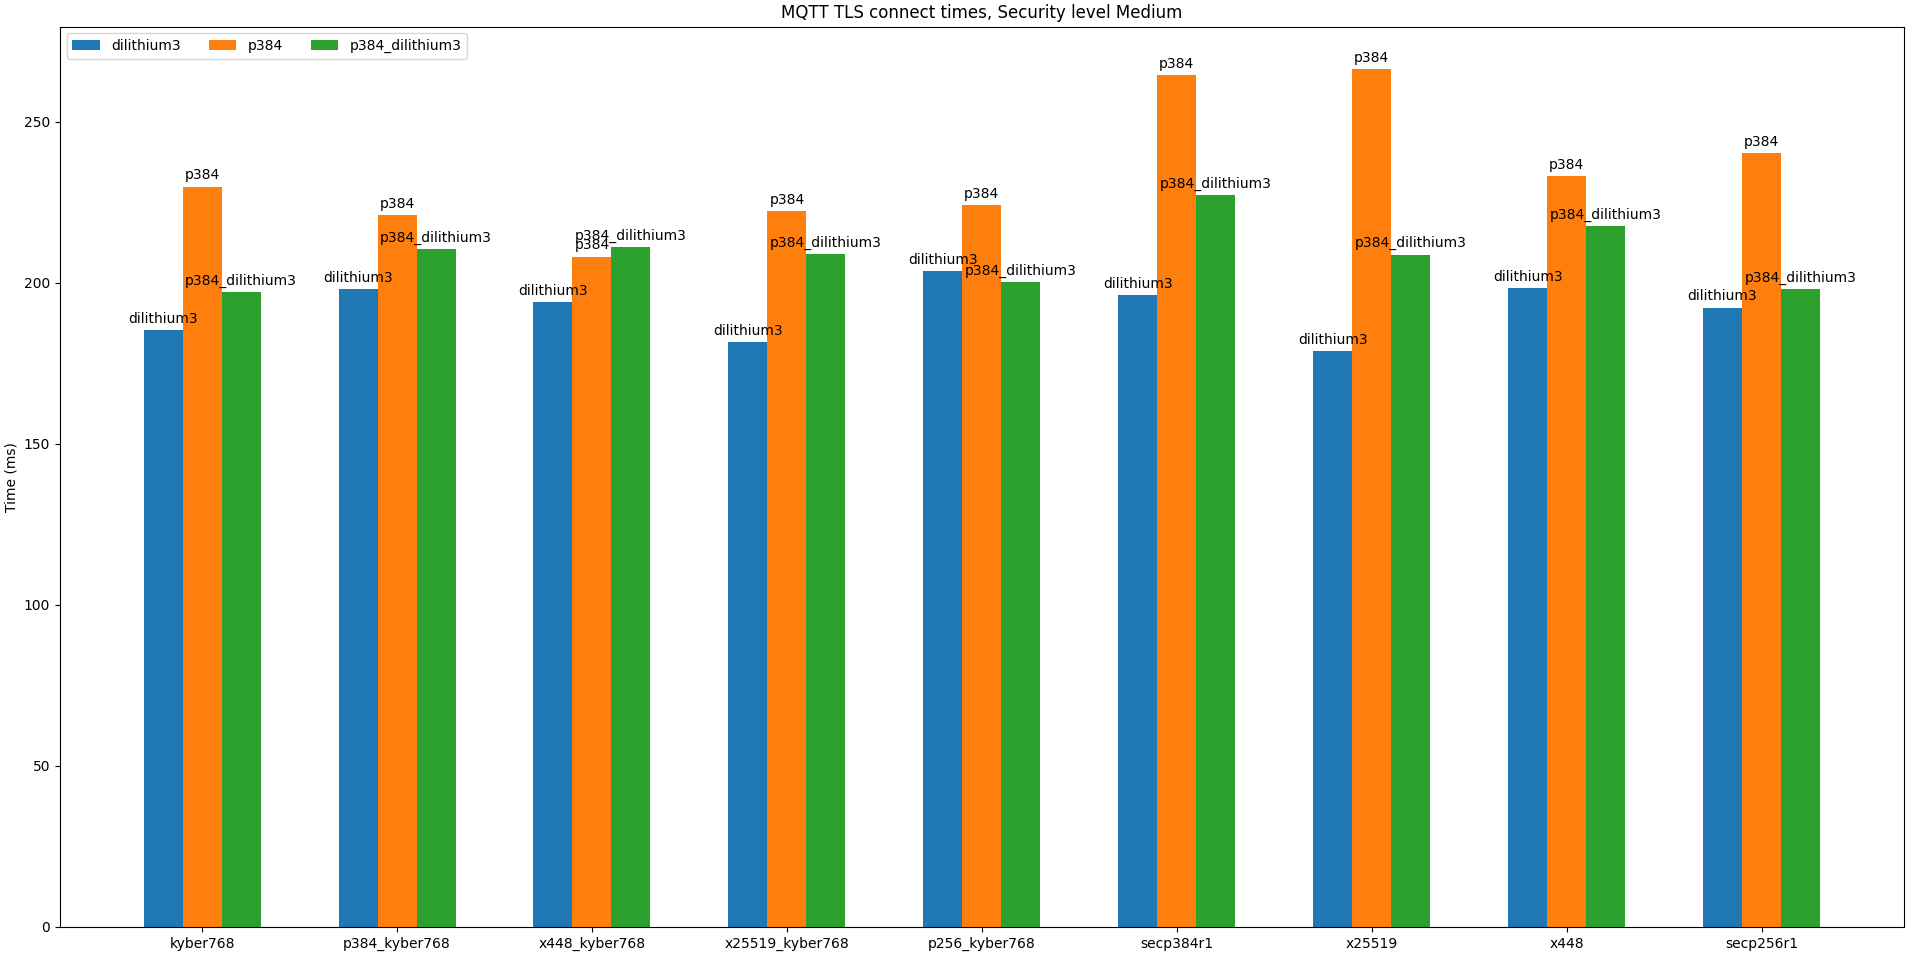 MQTT TLS connect times, Security level Medium
dilithium3 p384 p384_dilithium3
Time (ms)
250
200
150
100
50
0
dilithium3
p384
p384_dilithium3
dilithium3
p384
p384_dilithium3
dilithium3
p384
p384_dilithium3
dilithium3
p384
p384_dilithium3
dilithium3
p384
p384_dilithium3
dilithium3
p384
p384_dilithium3
dilithium3
p384
p384_dilithium3
dilithium3
p384
p384_dilithium3
dilithium3
p384
p384_dilithium3
kyber768 p384_kyber768 x448_kyber768 x25519_kyber768 p256_kyber768 secp384r1 x25519 x448 secp256r1